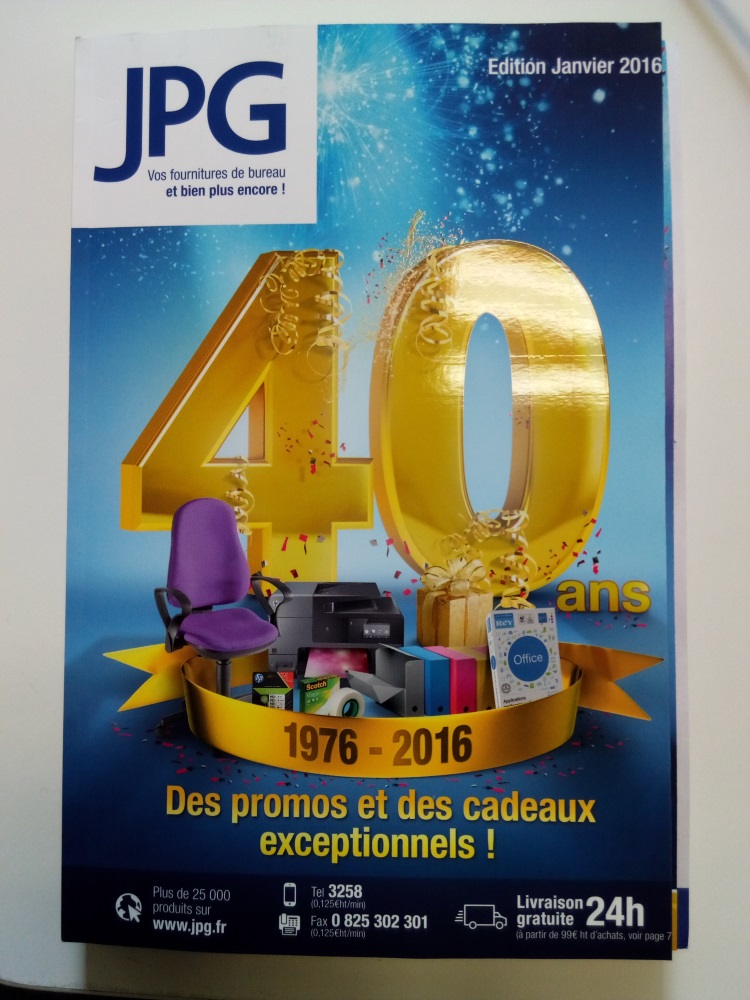 JPG
Vos fournitures de bureau
et bien plus encore !
Edition Janvier 2016
40
ans
hp
Scotch
Office
1976 - 2016
Des promos et des cadeaux
exceptionnels !
Plus de 25 000
produits sur
www.jpg.fr
Tel 3258
(0,125€ht/min)
Fax 0 825 302 301
(0,125€ht/min)
Livraison
gratuite 24h
(à partir de 99€ ht d'achats, voir page 7